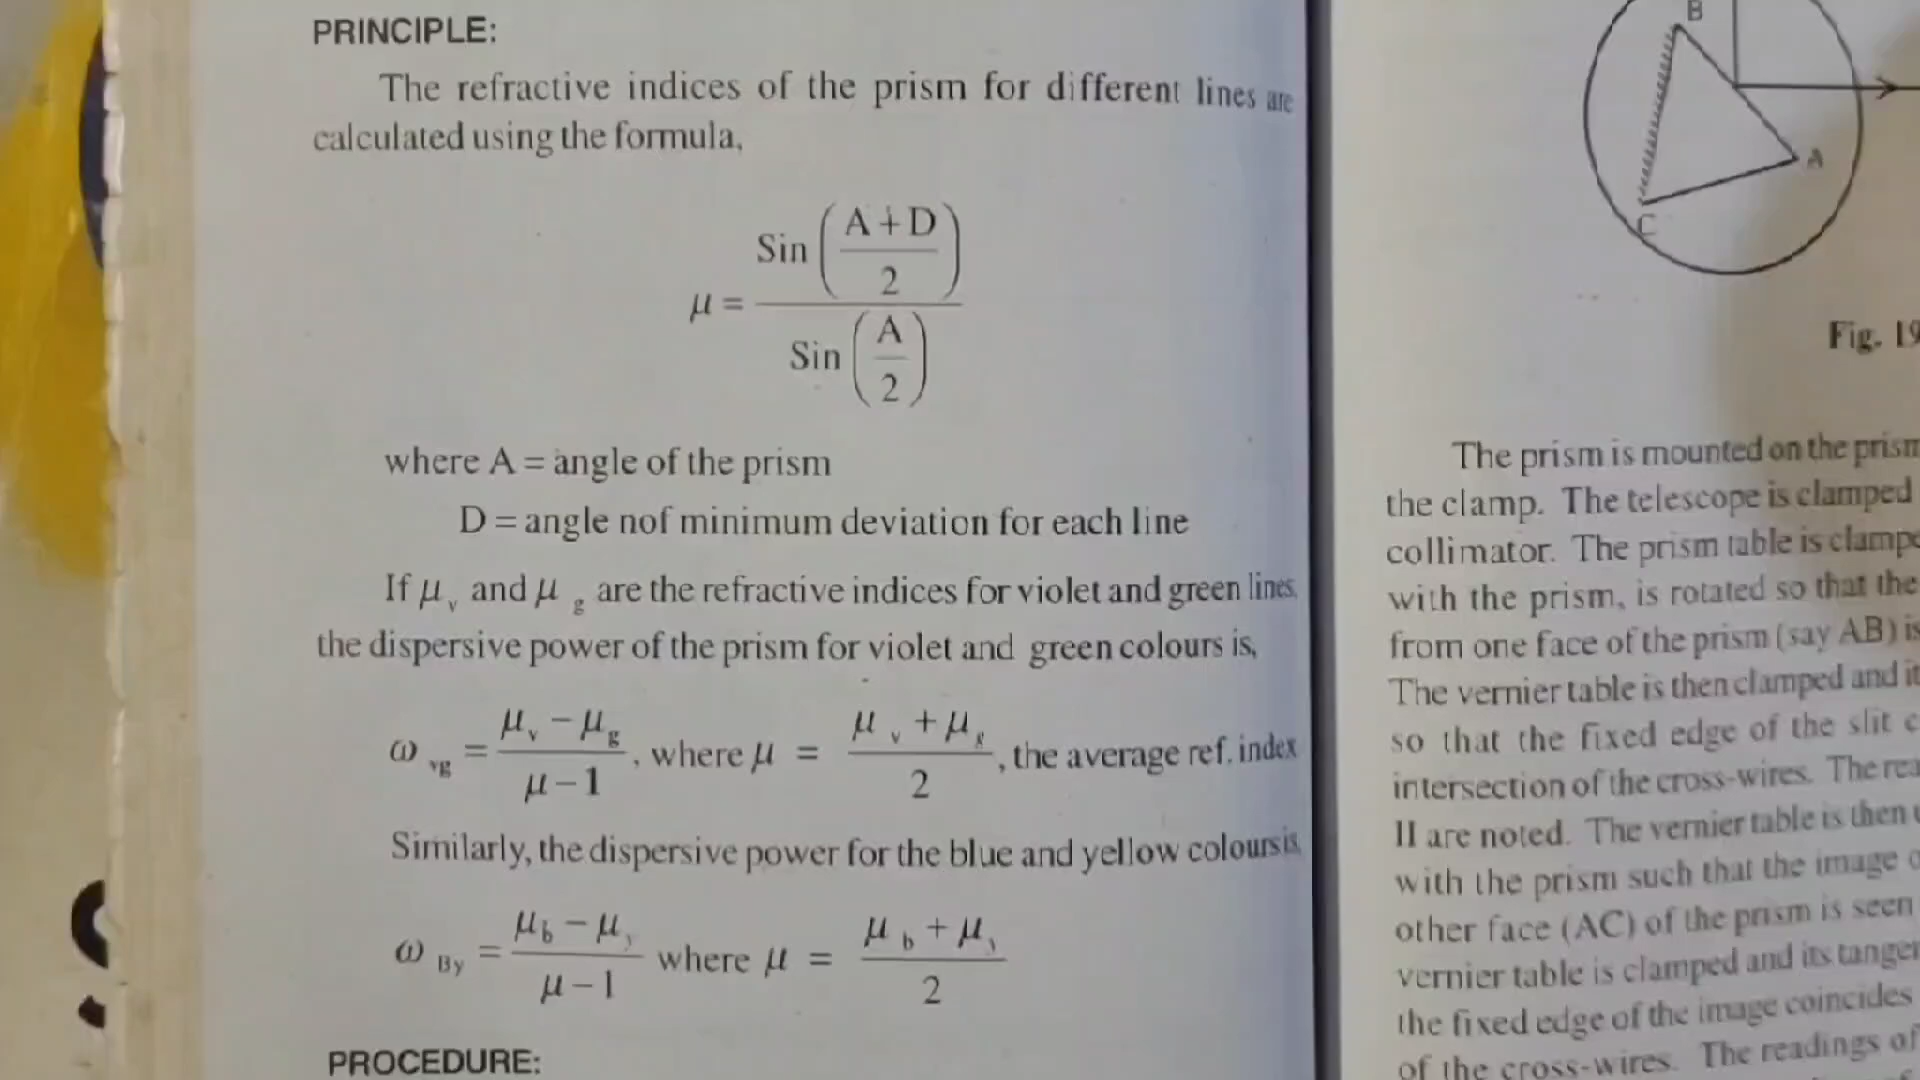 PRINCIPLE:
The refractive indices of the prism for different lines are
calculated using the formula,
μ = Sin((A + D)/2) / Sin(A/2)
where A = angle of the prism
D = angle nof minimum deviation for each line
If μv and μg are the refractive indices for violet and green lines,
the dispersive power of the prism for violet and green colours is,
ωvg = (μv − μg)/(μ − 1), where μ = (μv + μg)/2, the average ref. index
Similarly, the dispersive power for the blue and yellow colours is
ωBy = (μb − μy)/(μ − 1) where μ = (μb + μy)/2
PROCEDURE:
B
A
C
Fig. 19
The prism is mounted on the prism
the clamp. The telescope is clamped
collimator. The prism table is clampe
with the prism, is rotated so that the
from one face of the prism (say AB) is
The vernier table is then clamped and it
so that the fixed edge of the slit c
intersection of the cross-wires. The rea
II are noted. The vernier table is then u
with the prism such that the image o
other face (AC) of the prism is seen
vernier table is clamped and its tangen
the fixed edge of the image coincides
of the cross-wires. The readings of